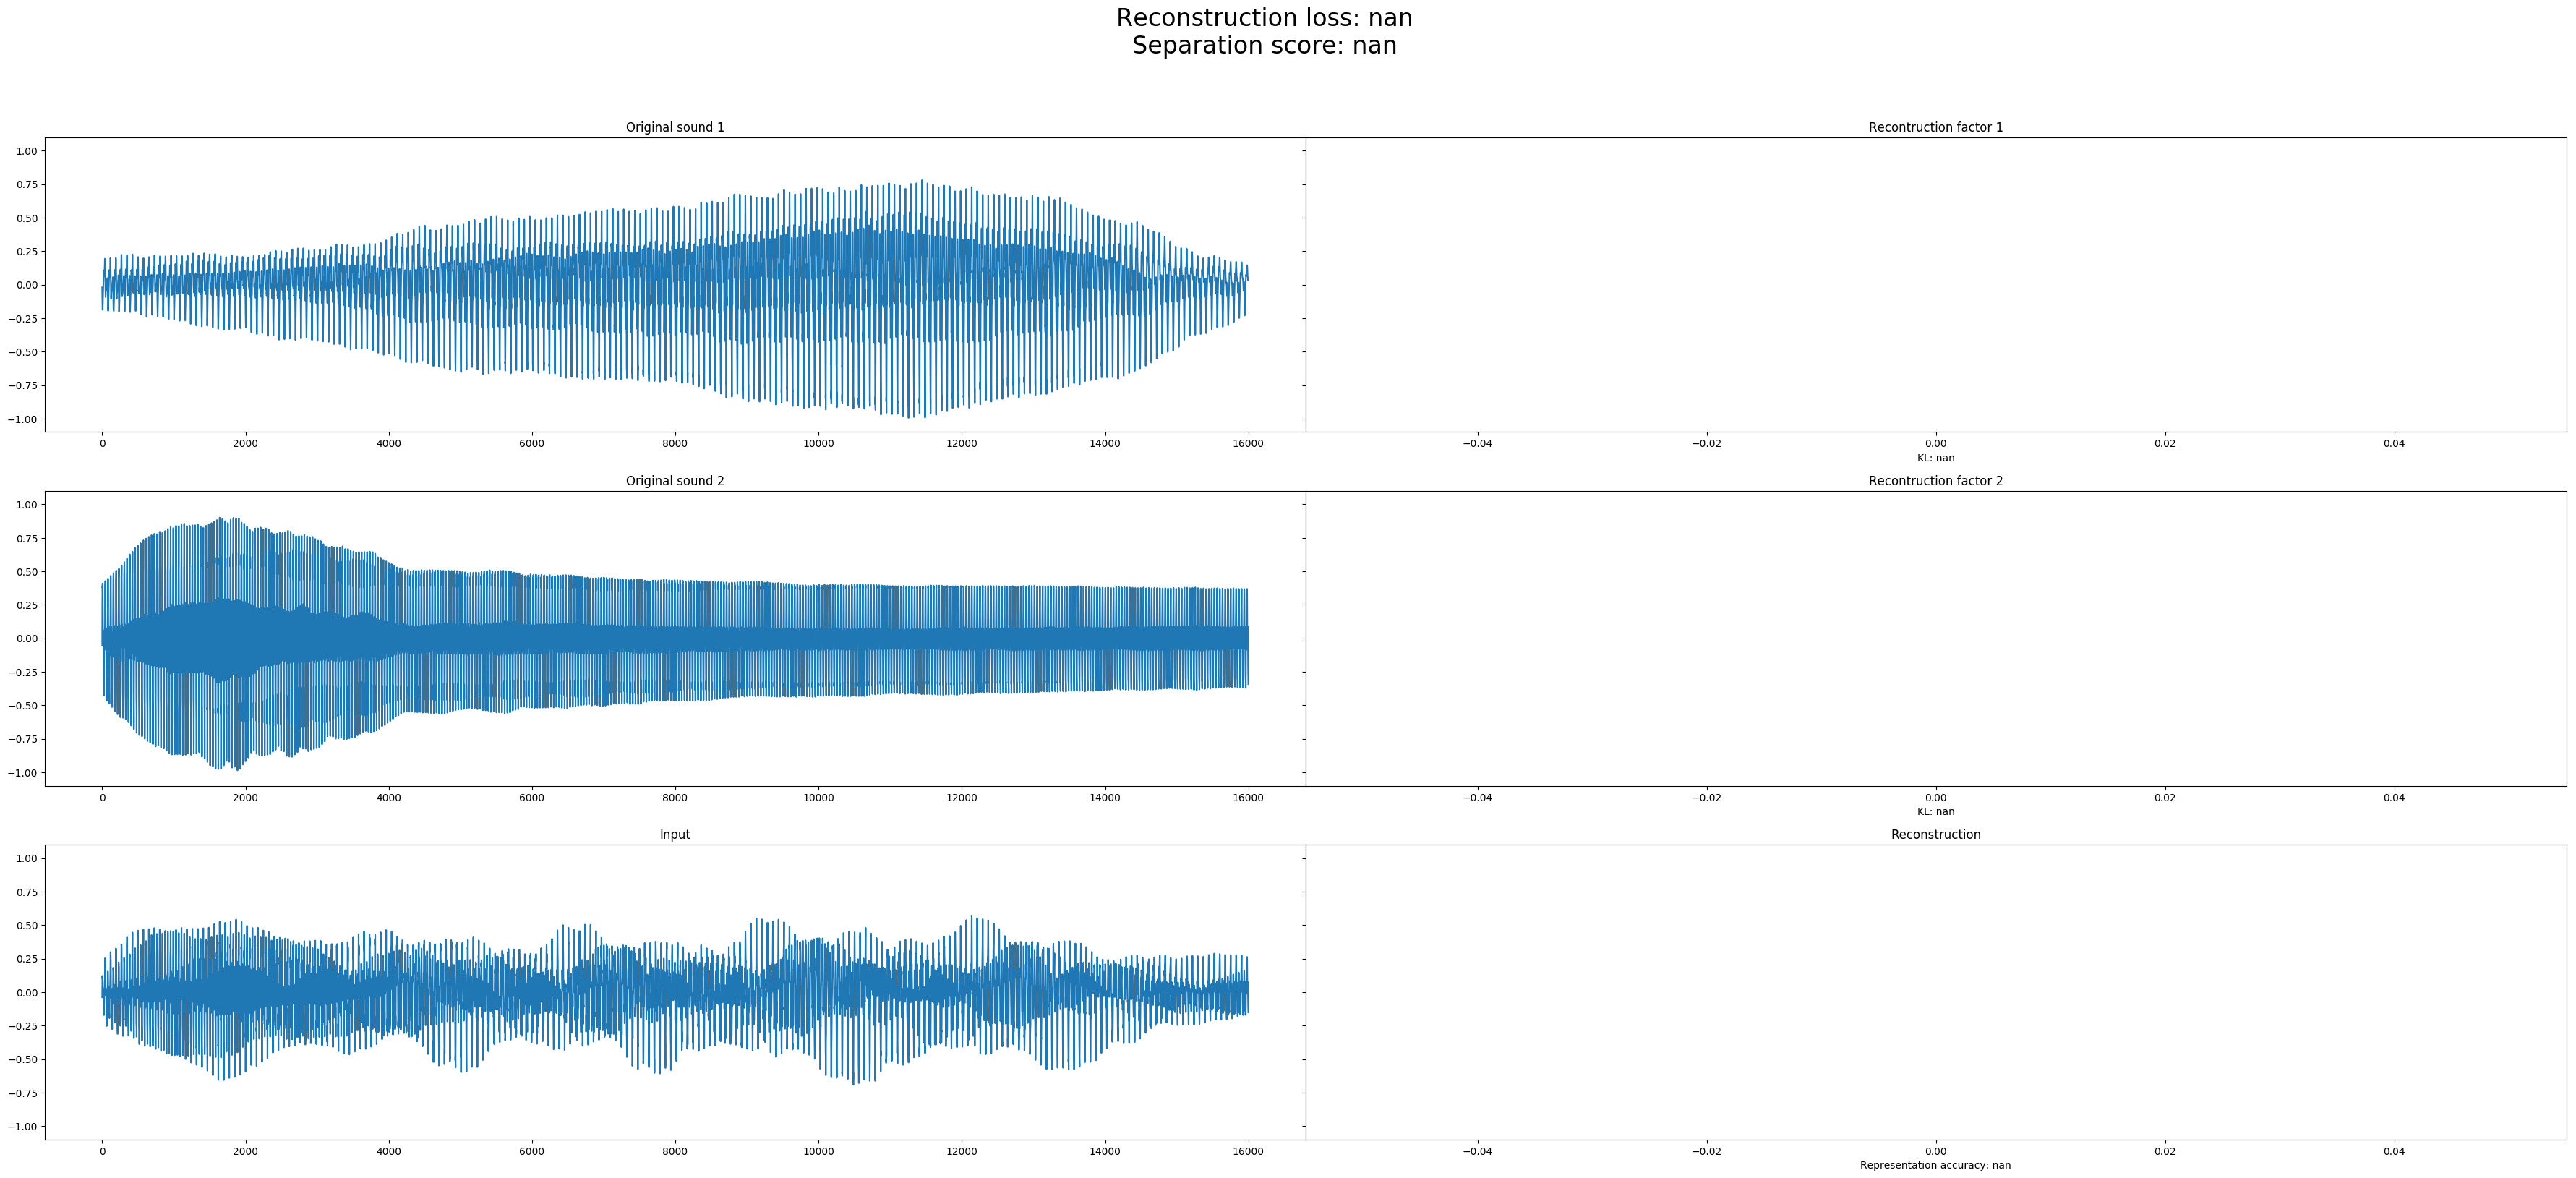 Reconstruction loss: nan
Separation score: nan
Original sound 1
Recontruction factor 1
1.00
0.75
0.50
0.25
0.00
−0.25
−0.50
−0.75
−1.00
0 2000 4000 6000 8000 10000 12000 14000 16000
−0.04 −0.02 0.00 0.02 0.04
KL: nan
Original sound 2
Recontruction factor 2
1.00
0.75
0.50
0.25
0.00
−0.25
−0.50
−0.75
−1.00
0 2000 4000 6000 8000 10000 12000 14000 16000
−0.04 −0.02 0.00 0.02 0.04
KL: nan
Input
Reconstruction
1.00
0.75
0.50
0.25
0.00
−0.25
−0.50
−0.75
−1.00
0 2000 4000 6000 8000 10000 12000 14000 16000
−0.04 −0.02 0.00 0.02 0.04
Representation accuracy: nan